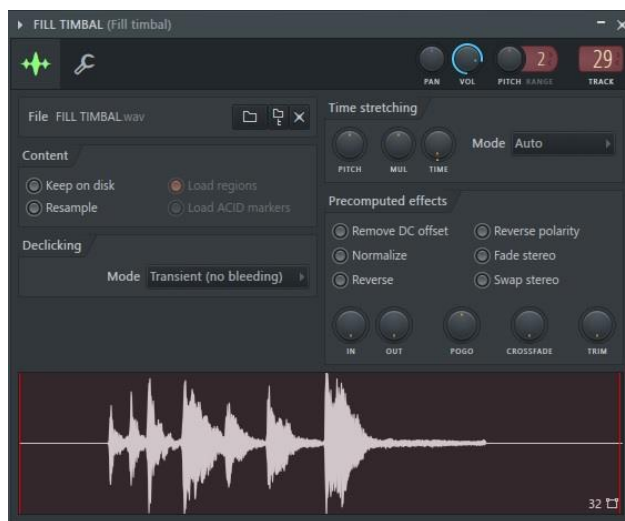 FILL TIMBAL (Fill timbal)
PAN VOL PITCH RANGE 2 29 TRACK
File FILL TIMBAL.wav
Content
Keep on disk Load regions
Resample Load ACID markers
Declicking
Mode Transient (no bleeding)
Time stretching
PITCH MUL TIME Mode Auto
Precomputed effects
Remove DC offset Reverse polarity
Normalize Fade stereo
Reverse Swap stereo
IN OUT POGO CROSSFADE TRIM
32